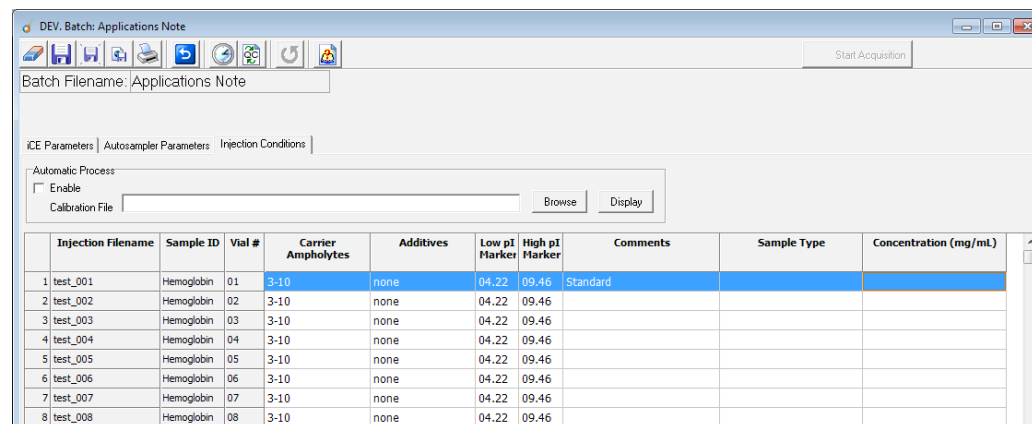 DEV. Batch: Applications Note
Start Acquisition
Batch Filename: Applications Note
iCE Parameters Autosampler Parameters Injection Conditions
Automatic Process
Enable
Calibration File Browse Display
Injection Filename Sample ID Vial # Carrier Ampholytes Additives Low pI Marker High pI Marker Comments Sample Type Concentration (mg/mL)
1 test_001 Hemoglobin 01 3-10 none 04.22 09.46 Standard
2 test_002 Hemoglobin 02 3-10 none 04.22 09.46
3 test_003 Hemoglobin 03 3-10 none 04.22 09.46
4 test_004 Hemoglobin 04 3-10 none 04.22 09.46
5 test_005 Hemoglobin 05 3-10 none 04.22 09.46
6 test_006 Hemoglobin 06 3-10 none 04.22 09.46
7 test_007 Hemoglobin 07 3-10 none 04.22 09.46
8 test_008 Hemoglobin 08 3-10 none 04.22 09.46